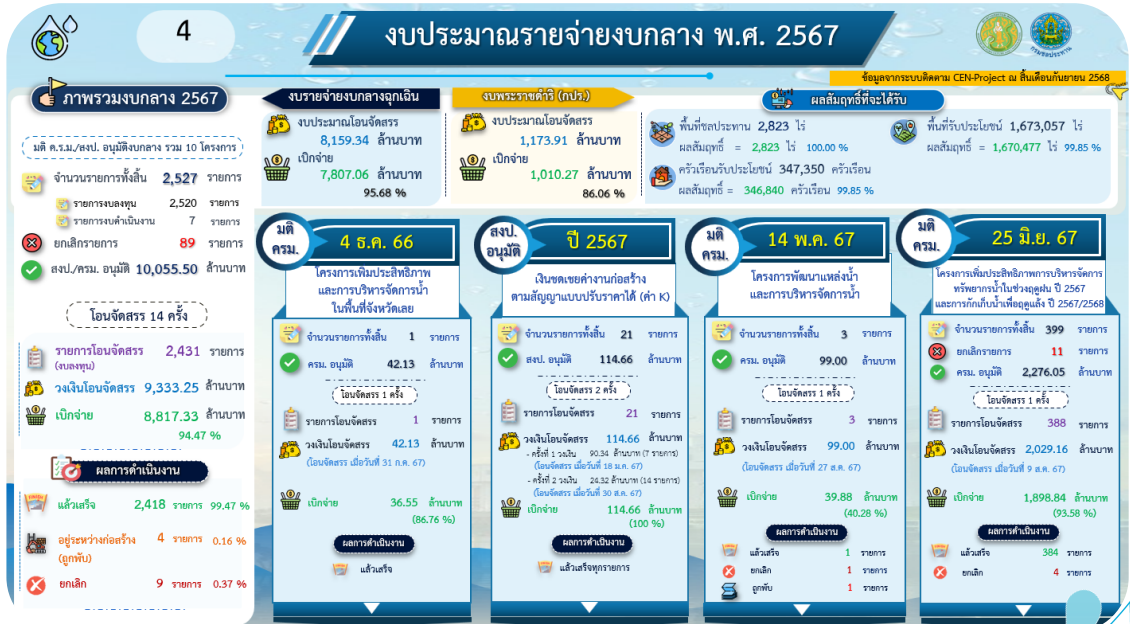 4
งบประมาณรายจ่ายงบกลาง พ.ศ. 2567
กรมชลประทาน
ข้อมูลจากระบบติดตาม CEN-Project ณ สิ้นเดือนกันยายน 2568
ภาพรวมงบกลาง 2567
มติ ค.ร.ม./สงป. อนุมัติงบกลาง รวม 10 โครงการ
จำนวนรายการทั้งสิ้น 2,527 รายการ
รายการงบลงทุน 2,520 รายการ
รายการงบดำเนินงาน 7 รายการ
ยกเลิกรายการ 89 รายการ
สงป./ครม. อนุมัติ 10,055.50 ล้านบาท
โอนจัดสรร 14 ครั้ง
รายการโอนจัดสรร 2,431 รายการ
(งบลงทุน)
วงเงินโอนจัดสรร 9,333.25 ล้านบาท
เบิกจ่าย 8,817.33 ล้านบาท
94.47 %
ผลการดำเนินงาน
แล้วเสร็จ 2,418 รายการ 99.47 %
อยู่ระหว่างก่อสร้าง 4 รายการ 0.16 %
(ถูกพับ)
ยกเลิก 9 รายการ 0.37 %
งบรายจ่ายงบกลางฉุกเฉิน
งบประมาณโอนจัดสรร
8,159.34 ล้านบาท
เบิกจ่าย
7,807.06 ล้านบาท
95.68 %
งบพระราชดำริ (กปร.)
งบประมาณโอนจัดสรร
1,173.91 ล้านบาท
เบิกจ่าย
1,010.27 ล้านบาท
86.06 %
ผลสัมฤทธิ์ที่จะได้รับ
พื้นที่ชลประทาน 2,823 ไร่
ผลสัมฤทธิ์ = 2,823 ไร่ 100.00 %
ครัวเรือนรับประโยชน์ 347,350 ครัวเรือน
ผลสัมฤทธิ์ = 346,840 ครัวเรือน 99.85 %
พื้นที่รับประโยชน์ 1,673,057 ไร่
ผลสัมฤทธิ์ = 1,670,477 ไร่ 99.85 %
มติ
ครม.
4 ธ.ค. 66
โครงการเพิ่มประสิทธิภาพ
และการบริหารจัดการน้ำ
ในพื้นที่จังหวัดเลย
จำนวนรายการทั้งสิ้น 1 รายการ
ครม. อนุมัติ 42.13 ล้านบาท
โอนจัดสรร 1 ครั้ง
รายการโอนจัดสรร 1 รายการ
วงเงินโอนจัดสรร 42.13 ล้านบาท
(โอนจัดสรร เมื่อวันที่ 31 ก.ค. 67)
เบิกจ่าย 36.55 ล้านบาท
(86.76 %)
ผลการดำเนินงาน
แล้วเสร็จ
สงป.
อนุมัติ
ปี 2567
เงินชดเชยค่างานก่อสร้าง
ตามสัญญาแบบปรับราคาได้ (ค่า K)
จำนวนรายการทั้งสิ้น 21 รายการ
สงป. อนุมัติ 114.66 ล้านบาท
โอนจัดสรร 2 ครั้ง
รายการโอนจัดสรร 21 รายการ
วงเงินโอนจัดสรร 114.66 ล้านบาท
- ครั้งที่ 1 วงเงิน 90.34 ล้านบาท (7 รายการ)
(โอนจัดสรร เมื่อวันที่ 18 ม.ค. 67)
- ครั้งที่ 2 วงเงิน 24.32 ล้านบาท (14 รายการ)
(โอนจัดสรร เมื่อวันที่ 30 ส.ค. 67)
เบิกจ่าย 114.66 ล้านบาท
(100 %)
ผลการดำเนินงาน
แล้วเสร็จทุกรายการ
มติ
ครม.
14 พ.ค. 67
โครงการพัฒนาแหล่งน้ำ
และการบริหารจัดการน้ำ
จำนวนรายการทั้งสิ้น 3 รายการ
ครม. อนุมัติ 99.00 ล้านบาท
โอนจัดสรร 1 ครั้ง
รายการโอนจัดสรร 3 รายการ
วงเงินโอนจัดสรร 99.00 ล้านบาท
(โอนจัดสรร เมื่อวันที่ 27 ส.ค. 67)
เบิกจ่าย 39.88 ล้านบาท
(40.28 %)
ผลการดำเนินงาน
แล้วเสร็จ 1 รายการ
ยกเลิก 1 รายการ
ถูกพับ 1 รายการ
มติ
ครม.
25 มิ.ย. 67
โครงการเพิ่มประสิทธิภาพการบริหารจัดการ
ทรัพยากรน้ำในช่วงฤดูฝน ปี 2567
และการกักเก็บน้ำเพื่อฤดูแล้ง ปี 2567/2568
จำนวนรายการทั้งสิ้น 399 รายการ
ยกเลิกรายการ 11 รายการ
ครม. อนุมัติ 2,276.05 ล้านบาท
โอนจัดสรร 1 ครั้ง
รายการโอนจัดสรร 388 รายการ
วงเงินโอนจัดสรร 2,029.16 ล้านบาท
(โอนจัดสรร เมื่อวันที่ 9 ส.ค. 67)
เบิกจ่าย 1,898.84 ล้านบาท
(93.58 %)
ผลการดำเนินงาน
แล้วเสร็จ 384 รายการ
ยกเลิก 4 รายการ